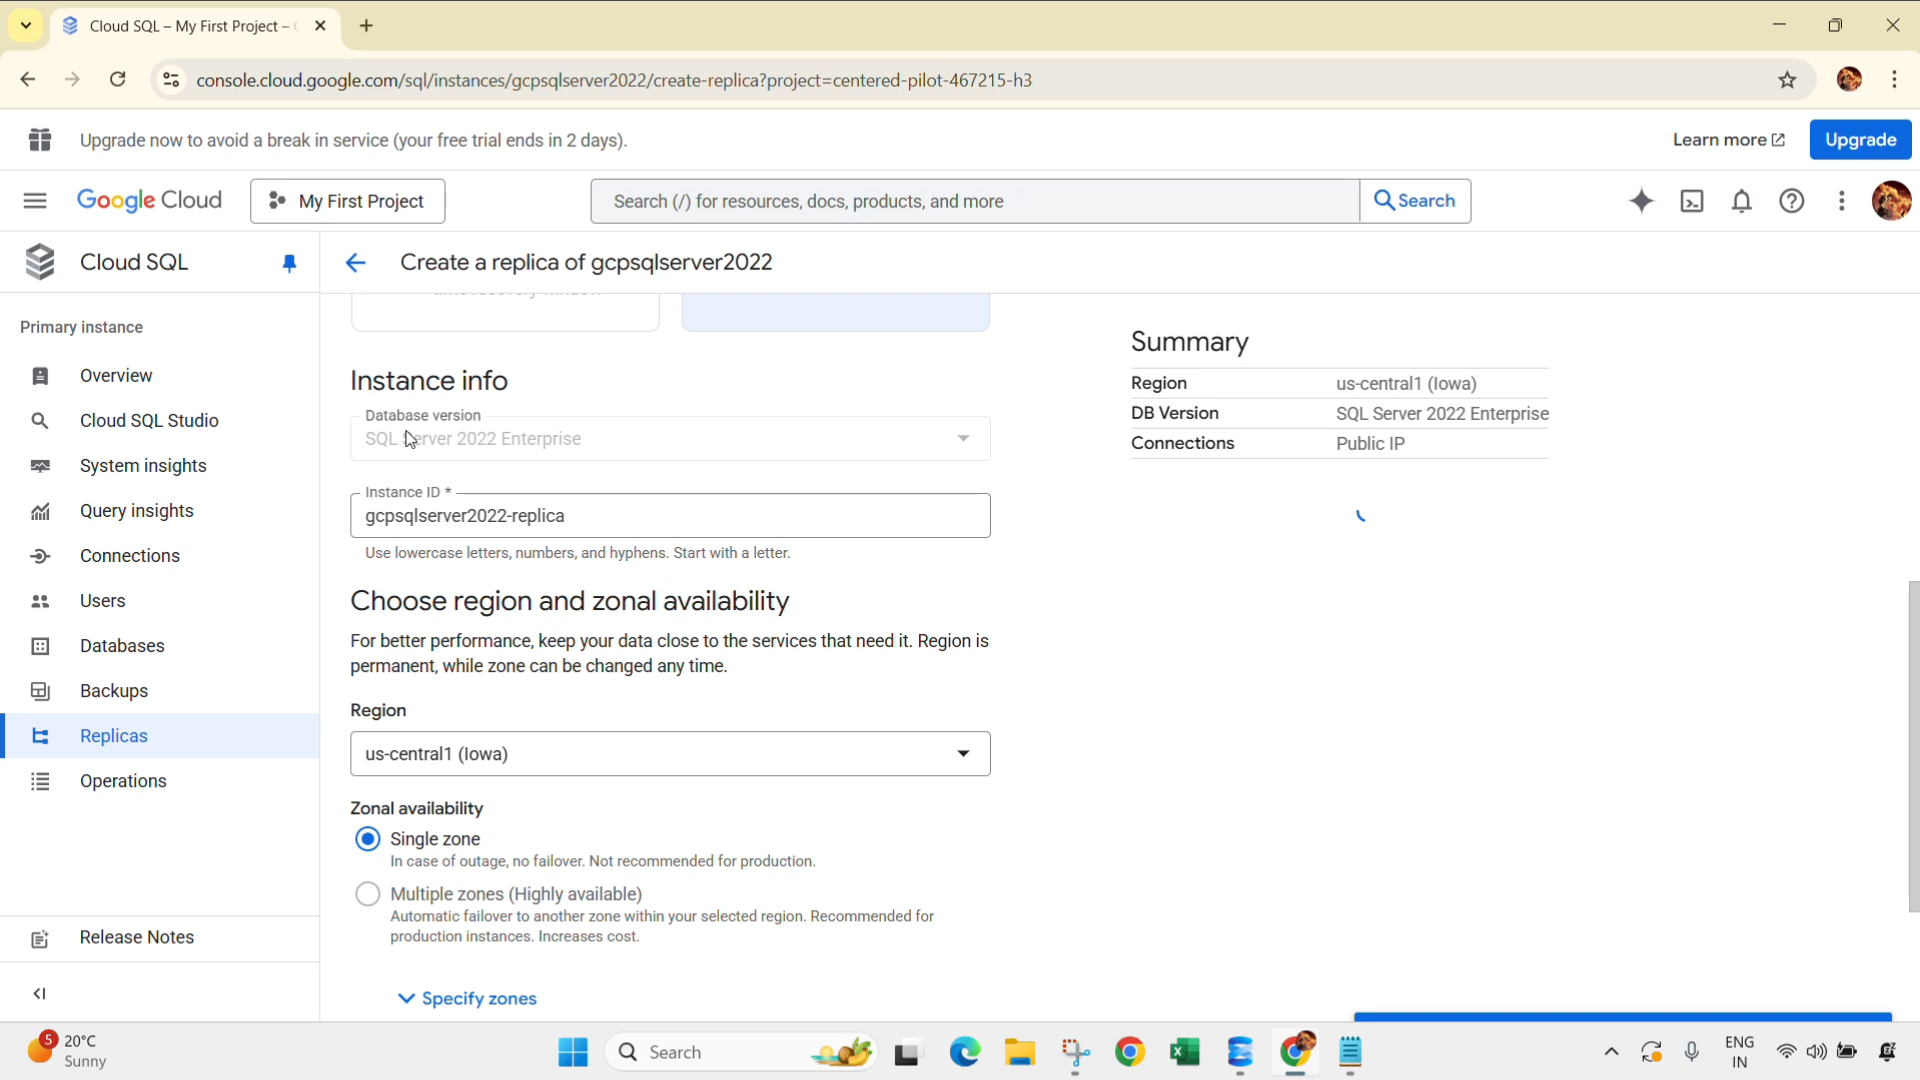 Cloud SQL – My First Project –
console.cloud.google.com/sql/instances/gcpsqlserver2022/create-replica?project=centered-pilot-467215-h3
Upgrade now to avoid a break in service (your free trial ends in 2 days).
Learn more
Upgrade
Google Cloud
My First Project
Search (/) for resources, docs, products, and more
Search
Cloud SQL
Create a replica of gcpsqlserver2022
Primary instance
Overview
Cloud SQL Studio
System insights
Query insights
Connections
Users
Databases
Backups
Replicas
Operations
Release Notes
Instance info
Database version
SQL Server 2022 Enterprise
Instance ID *
gcpsqlserver2022-replica
Use lowercase letters, numbers, and hyphens. Start with a letter.
Choose region and zonal availability
For better performance, keep your data close to the services that need it. Region is
permanent, while zone can be changed any time.
Region
us-central1 (Iowa)
Zonal availability
Single zone
In case of outage, no failover. Not recommended for production.
Multiple zones (Highly available)
Automatic failover to another zone within your selected region. Recommended for
production instances. Increases cost.
Specify zones
Summary
Region us-central1 (Iowa)
DB Version SQL Server 2022 Enterprise
Connections Public IP
5
20°C
Sunny
Search
ENG
IN